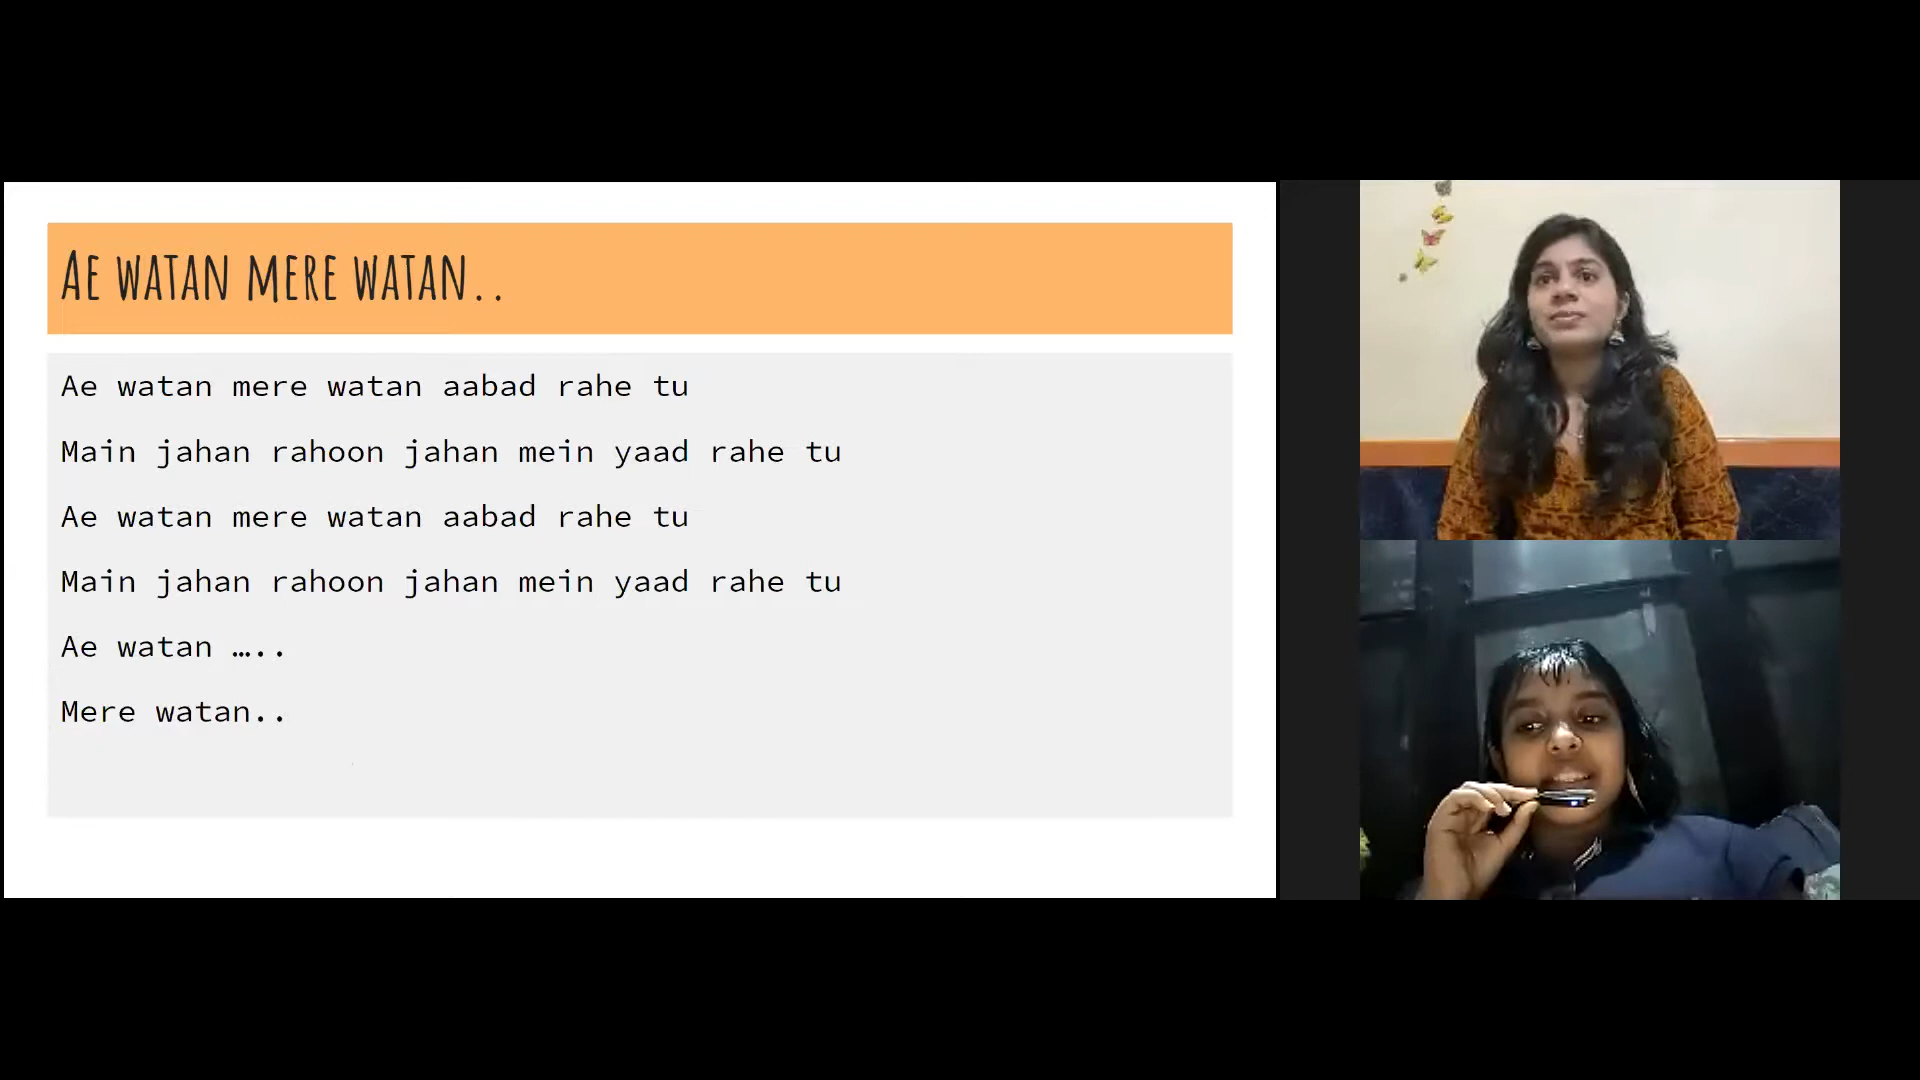 Ae watan mere watan..
Ae watan mere watan aabad rahe tu
Main jahan rahoon jahan mein yaad rahe tu
Ae watan mere watan aabad rahe tu
Main jahan rahoon jahan mein yaad rahe tu
Ae watan …..
Mere watan..